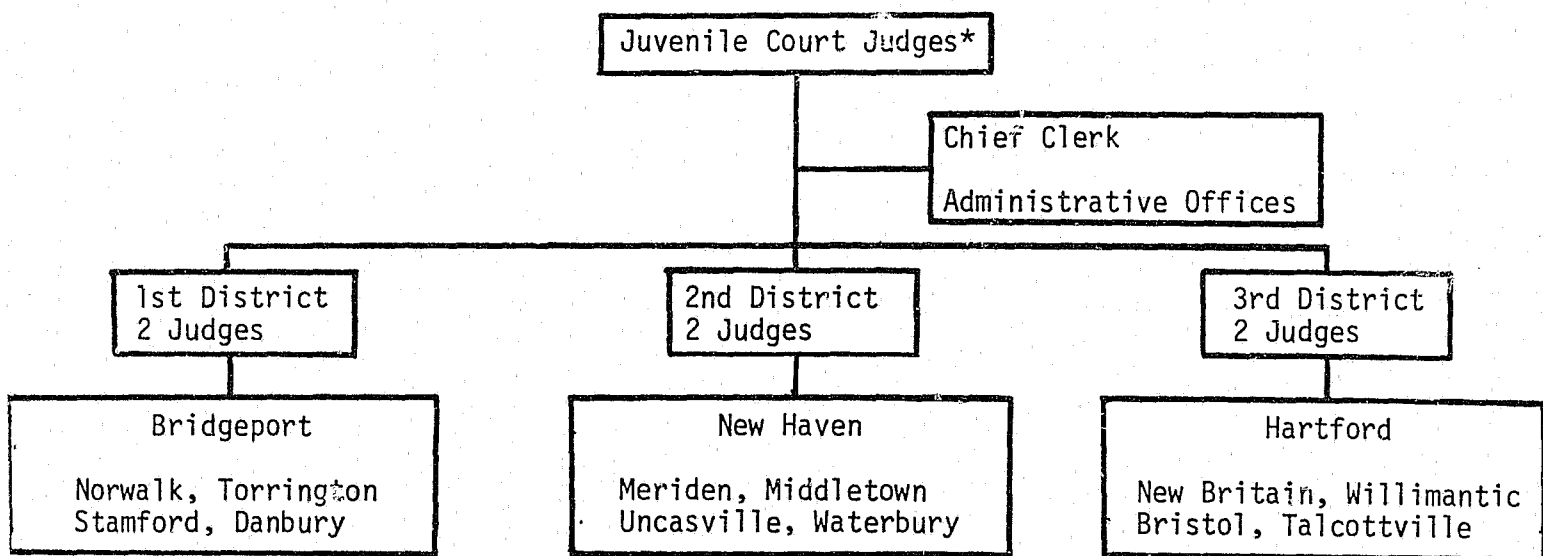 Juvenile Court Judges*
Chief Clerk
Administrative Offices
1st District
2 Judges
2nd District
2 Judges
3rd District
2 Judges
Bridgeport
Norwalk, Torrington
Stamford, Danbury
New Haven
Meriden, Middletown
Uncasville, Waterbury
Hartford
New Britain, Willimantic
Bristol, Talcottville